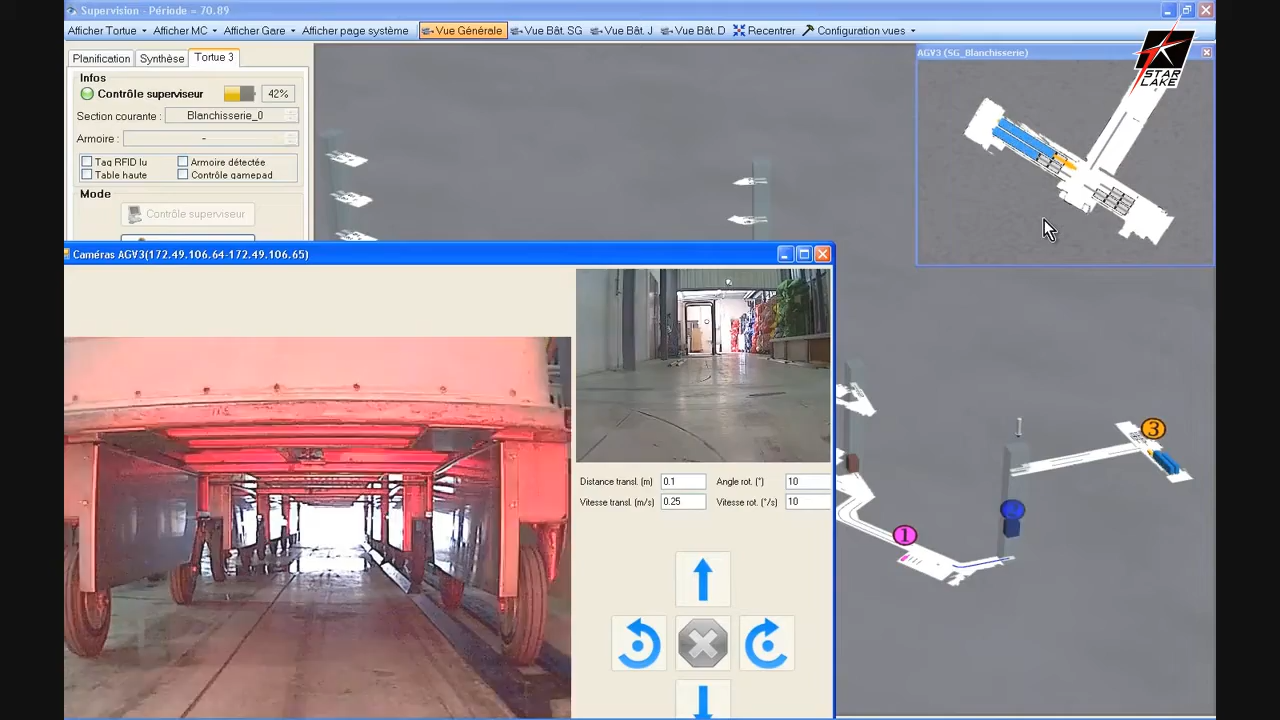 Supervision - Période = 70.89
Afficher Tortue Afficher MC Afficher Gare Afficher page système Vue Générale Vue Bât. SG Vue Bât. J Vue Bât. D Recentrer Configuration vues
Planification Synthèse Tortue 3
Infos
Contrôle superviseur 42%
Section courante : Blanchisserie_0
Armoire : -
Tag RFID lu Armoire détectée
Table haute Contrôle gamepad
Mode
Contrôle superviseur
AGV3 (SG_Blanchisserie)
STAR
LAKE
Caméras AGV3(172.49.106.64-172.49.106.65)
Distance transl. (m) 0.1 Angle rot. (°) 10
Vitesse transl. (m/s) 0.25 Vitesse rot. (°/s) 10
3
1